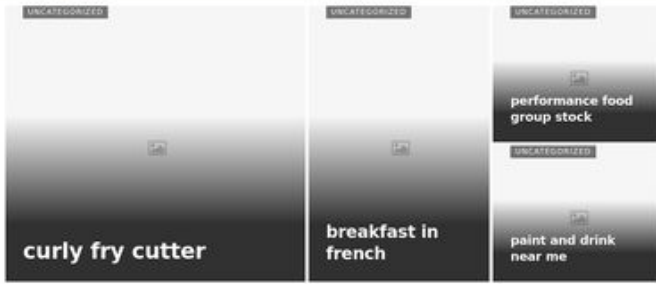 UNCATEGORIZED
curly fry cutter
UNCATEGORIZED
breakfast in
french
UNCATEGORIZED
performance food
group stock
UNCATEGORIZED
paint and drink
near me